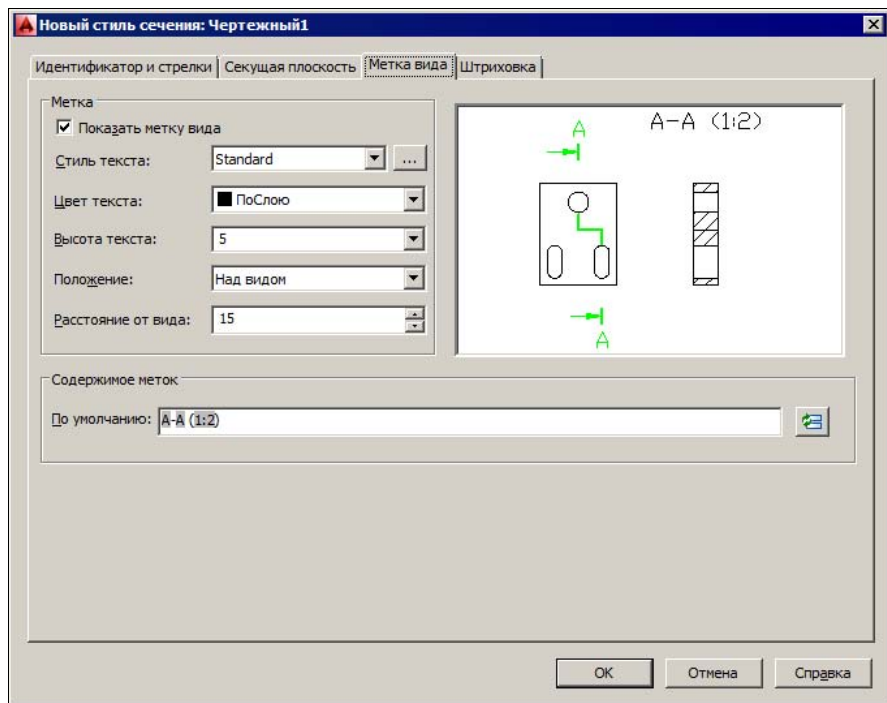 Новый стиль сечения: Чертежный1
Идентификатор и стрелки Секущая плоскость Метка вида Штриховка
Метка
Показать метку вида
Стиль текста: Standard ...
Цвет текста: ПоСлою
Высота текста: 5
Положение: Над видом
Расстояние от вида: 15
A
A-A (1:2)
A
Содержимое меток
По умолчанию: A-A (1:2)
OK Отмена Справка